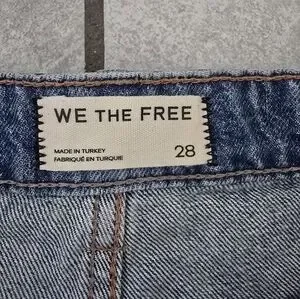 WE THE FREE
MADE IN TURKEY
FABRIQUÉ EN TURQUIE
28